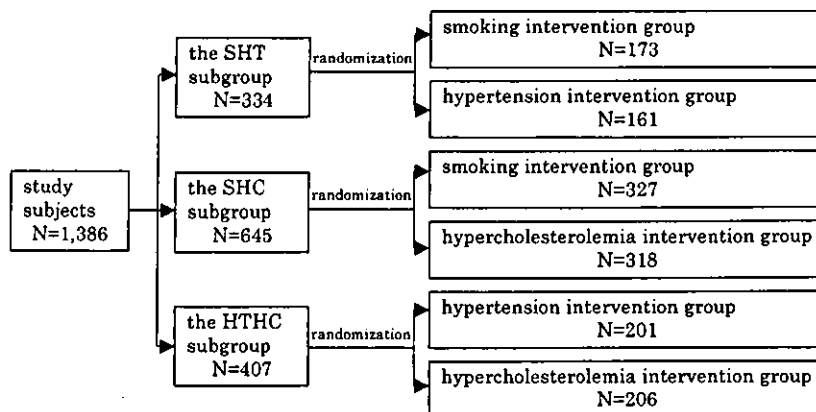 study
subjects
N=1,386
the SHT
subgroup
N=334
randomization
smoking intervention group
N=173
hypertension intervention group
N=161
the SHC
subgroup
N=645
randomization
smoking intervention group
N=327
hypercholesterolemia intervention group
N=318
the HTHC
subgroup
N=407
randomization
hypertension intervention group
N=201
hypercholesterolemia intervention group
N=206